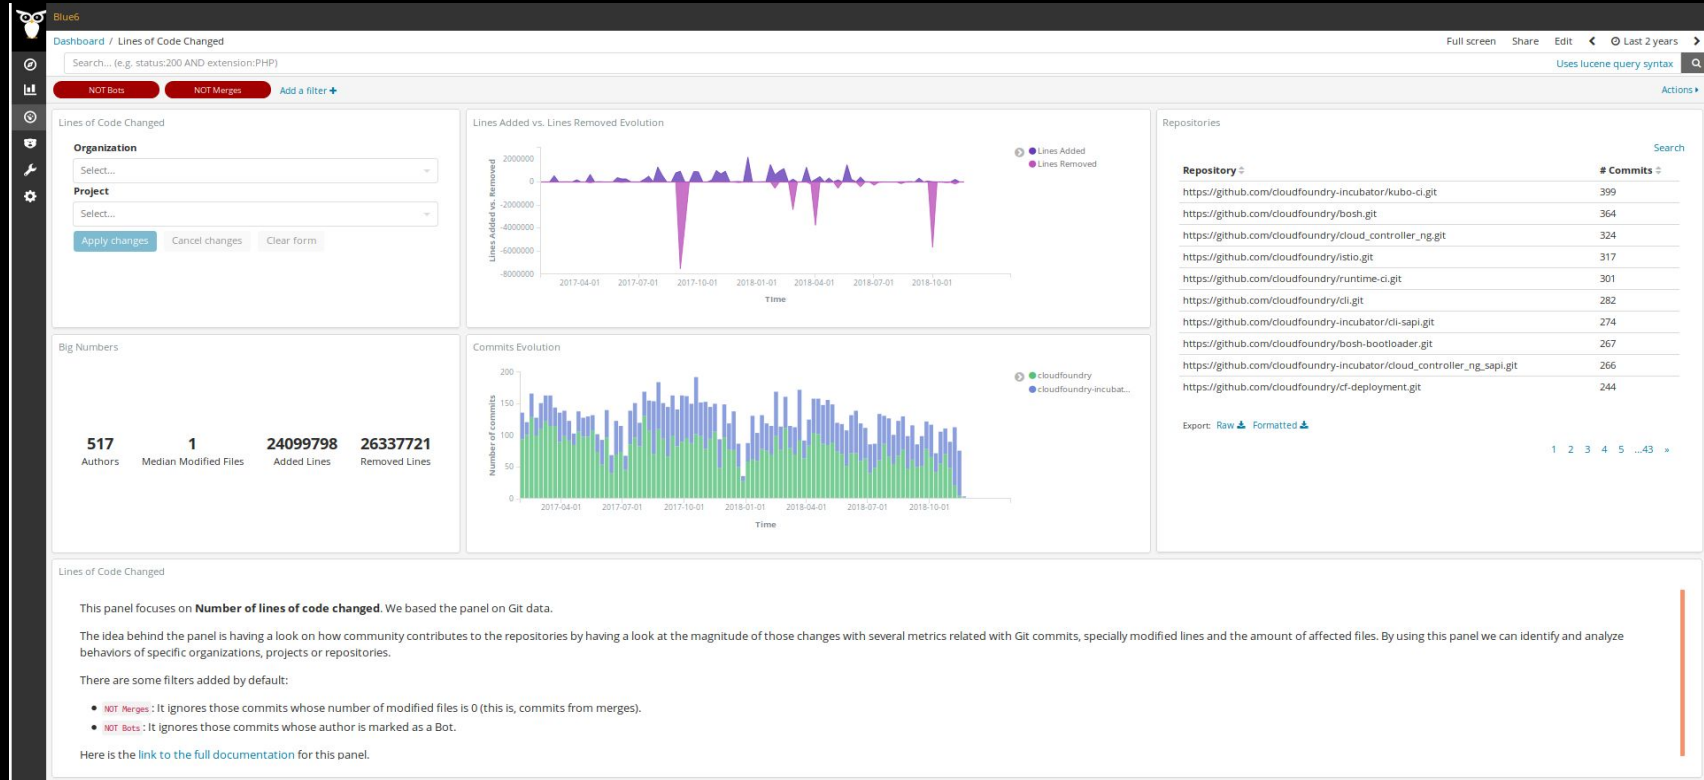 Blue6
Dashboard / Lines of Code Changed
Full screen Share Edit Last 2 years
Search... (e.g. status:200 AND extension:PHP)
Uses lucene query syntax
NOT Bots NOT Merges Add a filter +
Actions
Lines of Code Changed
Organization
Select...
Project
Select...
Apply changes Cancel changes Clear form
Lines Added vs. Lines Removed Evolution
Lines Added vs. Removed
2000000
0
-2000000
-4000000
-6000000
-8000000
2017-04-01 2017-07-01 2017-10-01 2018-01-01 2018-04-01 2018-07-01 2018-10-01
Time
Lines Added
Lines Removed
Repositories
Search
Repository # Commits
https://github.com/cloudfoundry-incubator/kubo-ci.git 399
https://github.com/cloudfoundry/bosh.git 364
https://github.com/cloudfoundry/cloud_controller_ng.git 324
https://github.com/cloudfoundry/istio.git 317
https://github.com/cloudfoundry/runtime-ci.git 301
https://github.com/cloudfoundry/cli.git 282
https://github.com/cloudfoundry-incubator/cli-sapi.git 274
https://github.com/cloudfoundry/bosh-bootloader.git 267
https://github.com/cloudfoundry-incubator/cloud_controller_ng_sapi.git 266
https://github.com/cloudfoundry/cf-deployment.git 244
Export: Raw Formatted
1 2 3 4 5 ...43 »
Big Numbers
517 1 24099798 26337721
Authors Median Modified Files Added Lines Removed Lines
Commits Evolution
Number of commits
200
150
100
50
0
2017-04-01 2017-07-01 2017-10-01 2018-01-01 2018-04-01 2018-07-01 2018-10-01
Time
cloudfoundry
cloudfoundry-incubat...
Lines of Code Changed
This panel focuses on Number of lines of code changed. We based the panel on Git data.
The idea behind the panel is having a look on how community contributes to the repositories by having a look at the magnitude of those changes with several metrics related with Git commits, specially modified lines and the amount of affected files. By using this panel we can identify and analyze
behaviors of specific organizations, projects or repositories.
There are some filters added by default:
• NOT Merges: It ignores those commits whose number of modified files is 0 (this is, commits from merges).
• NOT Bots: It ignores those commits whose author is marked as a Bot.
Here is the link to the full documentation for this panel.